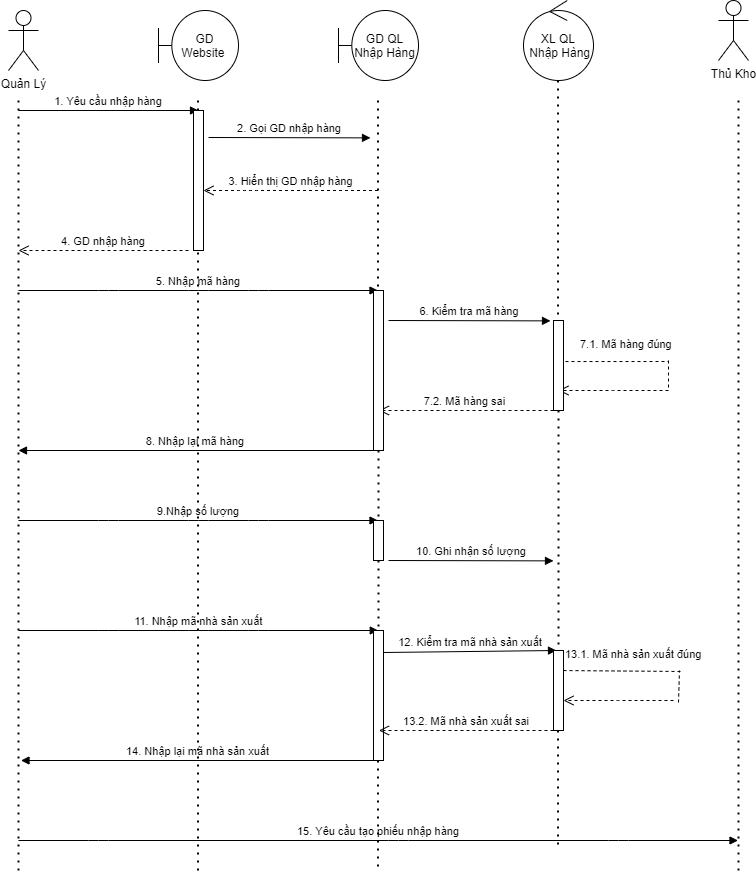 GD
Website
GD QL
Nhập Hàng
XL QL
Nhập Hàng
Quản Lý
Thủ Kho
1. Yêu cầu nhập hàng
2. Gọi GD nhập hàng
3. Hiển thị GD nhập hàng
4. GD nhập hàng
5. Nhập mã hàng
6. Kiểm tra mã hàng
7.1. Mã hàng đúng
7.2. Mã hàng sai
8. Nhập lại mã hàng
9.Nhập số lượng
10. Ghi nhận số lượng
11. Nhập mã nhà sản xuất
12. Kiểm tra mã nhà sản xuất
13.1. Mã nhà sản xuất đúng
13.2. Mã nhà sản xuất sai
14. Nhập lại mã nhà sản xuất
15. Yêu cầu tạo phiếu nhập hàng